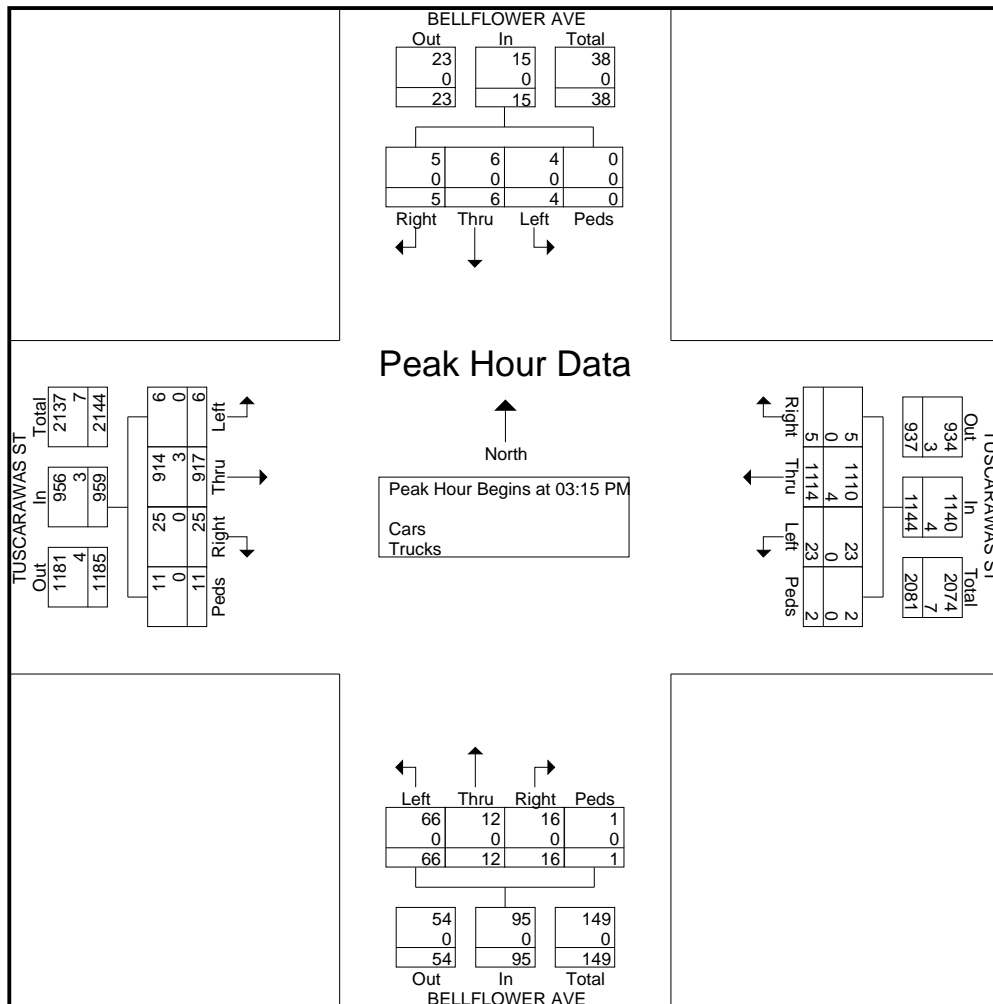 BELLFLOWER AVE
Out In Total
23 15 38
0 0 0
23 15 38
5 6 4 0
0 0 0 0
5 6 4 0
Right Thru Left Peds
Peak Hour Data
North
Peak Hour Begins at 03:15 PM
Cars
Trucks
TUSCARAWAS ST
Total In Out
2137 956 1181
7 3 4
2144 959 1185
6 914 25 11
0 3 0 0
6 917 25 11
Left Thru Right Peds
TUSCARAWAS ST
Out In Total
934 1140 2074
3 4 7
937 1144 2081
5 1110 23 2
0 4 0 0
5 1114 23 2
Right Thru Left Peds
Left Thru Right Peds
66 12 16 1
0 0 0 0
66 12 16 1
54 95 149
0 0 0
54 95 149
Out In Total
BELLFLOWER AVE